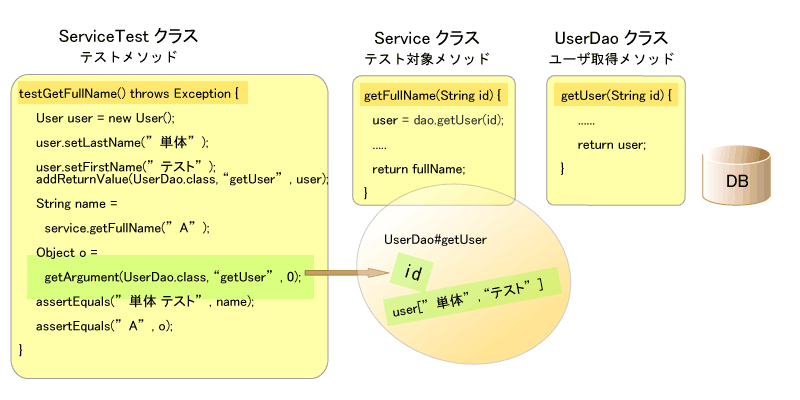 ServiceTest クラス
テストメソッド
testGetFullName() throws Exception {
User user = new User();
user.setLastName(”単体”);
user.setFirstName(”テスト”);
addReturnValue(UserDao.class, “getUser”, user);
String name =
service.getFullName(”A”);
Object o =
getArgument(UserDao.class, “getUser”, 0);
assertEquals(”単体 テスト”, name);
assertEquals(”A”, o);
}
Service クラス
テスト対象メソッド
getFullName(String id) {
user = dao.getUser(id);
.....
return fullName;
}
UserDao クラス
ユーザ取得メソッド
getUser(String id) {
......
return user;
}
DB
UserDao#getUser
id
user[”単体”,“テスト”]